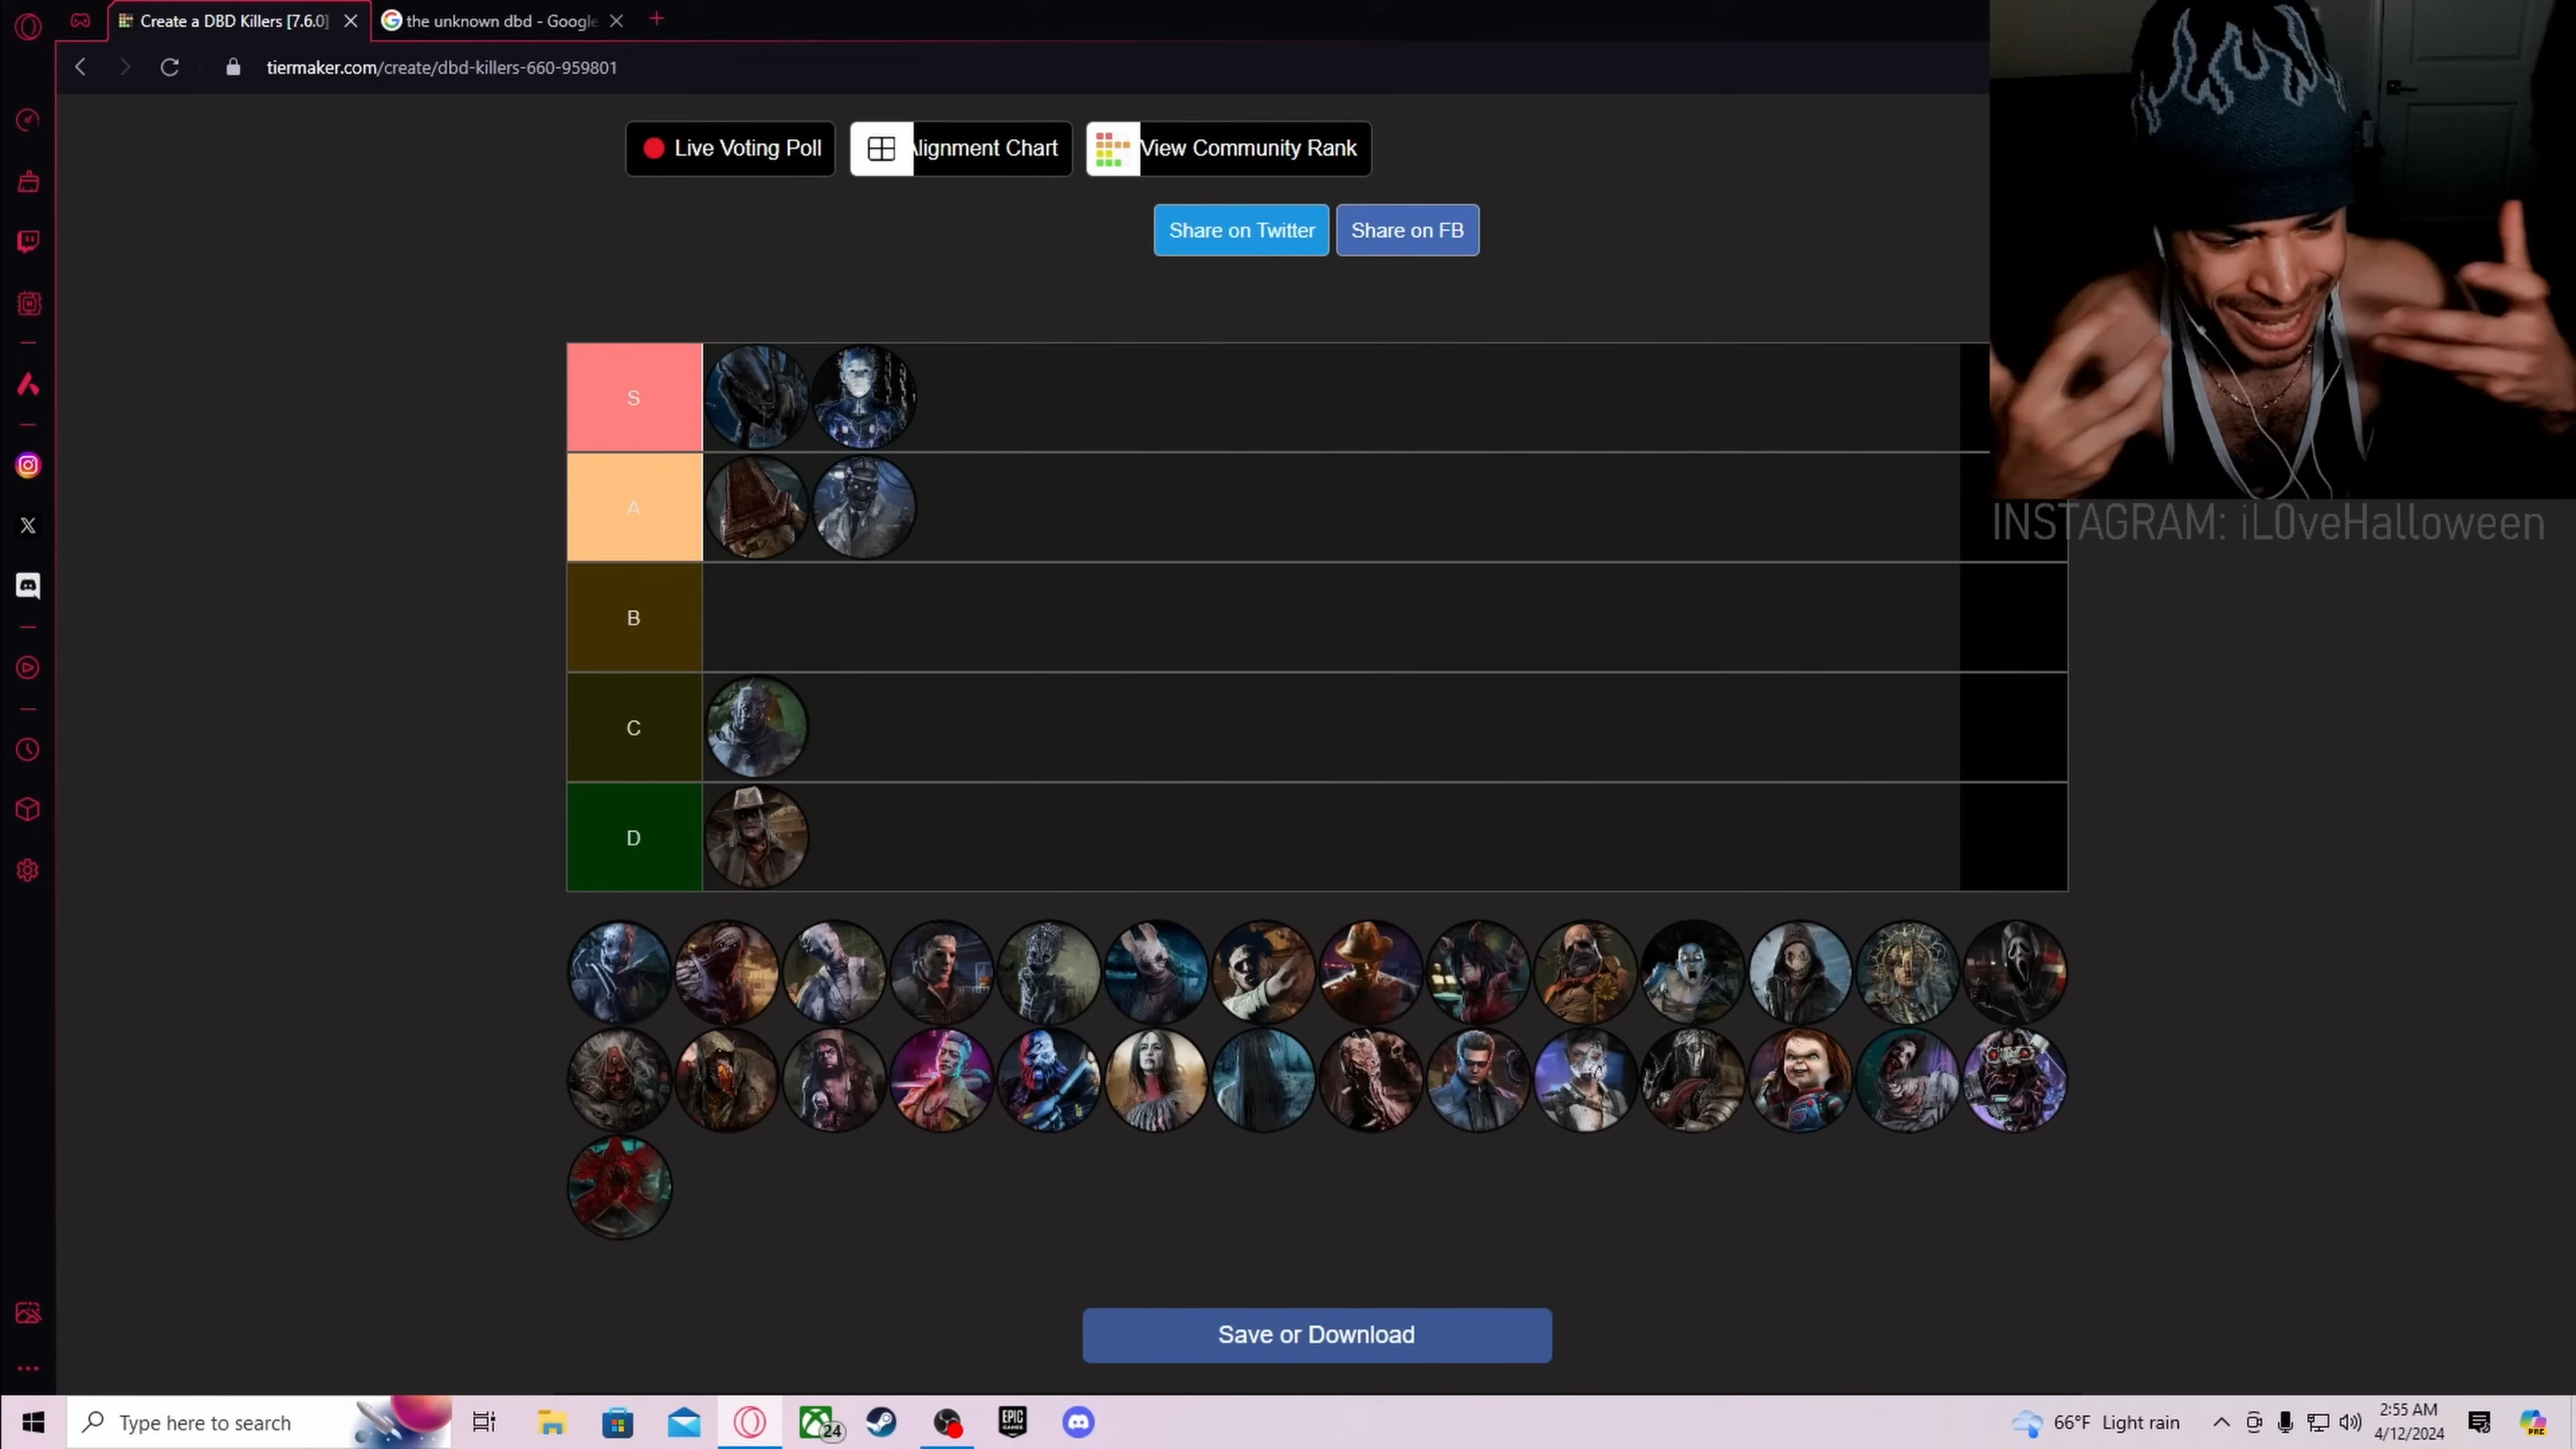 Create a DBD Killers [7.6.0]
the unknown dbd - Google
tiermaker.com/create/dbd-killers-660-959801
Live Voting Poll
lignment Chart
View Community Rank
Share on Twitter
Share on FB
S
A
B
C
D
INSTAGRAM: iL0veHalloween
Save or Download
Type here to search
24
EPIC GAMES
66°F Light rain
2:55 AM
4/12/2024
PRE